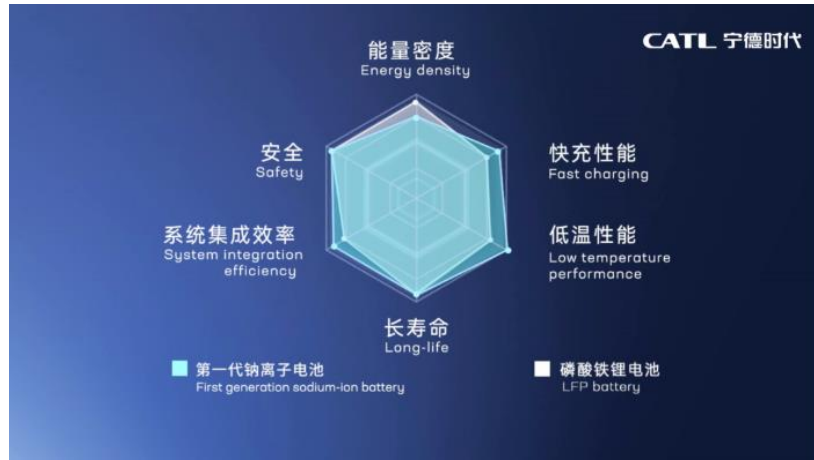 CATL 宁德时代
能量密度
Energy density
安全
Safety
快充性能
Fast charging
系统集成效率
System integration
efficiency
低温性能
Low temperature
performance
长寿命
Long-life
第一代钠离子电池
First generation sodium-ion battery
磷酸铁锂电池
LFP battery